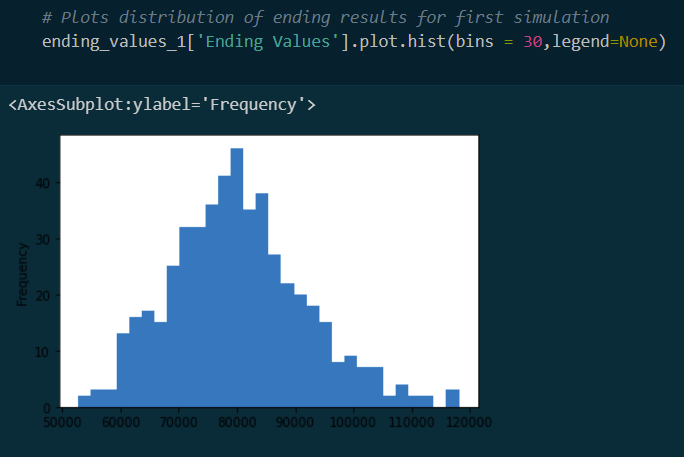 # Plots distribution of ending results for first simulation
ending_values_1['Ending Values'].plot.hist(bins = 30,legend=None)
<AxesSubplot:ylabel='Frequency'>
Frequency
40
30
20
10
0
50000 60000 70000 80000 90000 100000 110000 120000